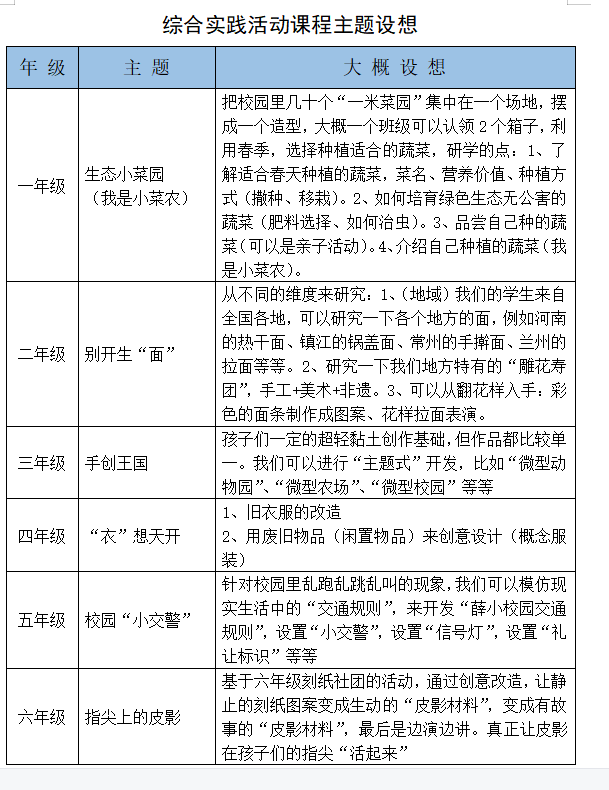 综合实践活动课程主题设想
年 级
主 题
大 概 设 想
一年级
生态小菜园
（我是小菜农）
把校园里几十个“一米菜园”集中在一个场地，摆
成一个造型，大概一个班级可以认领 2 个箱子，利
用春季，选择种植适合的蔬菜，研学的点：1、了
解适合春天种植的蔬菜，菜名、营养价值、种植方
式（撒种、移栽）。2、如何培育绿色生态无公害的
蔬菜（肥料选择、如何治虫）。3、品尝自己种的蔬
菜（可以是亲子活动）。4、介绍自己种植的蔬菜（我
是小菜农）。
二年级
别开生“面”
从不同的维度来研究：1、（地域）我们的学生来自
全国各地，可以研究一下各个地方的面，例如河南
的热干面、镇江的锅盖面、常州的手擀面、兰州的
拉面等等。2、研究一下我们地方特有的“雕花寿
团”，手工+美术+非遗。3、可以从翻花样入手：彩
色的面条制作成图案、花样拉面表演。
三年级
手创王国
孩子们一定的超轻黏土创作基础，但作品都比较单
一。我们可以进行“主题式”开发，比如“微型动
物园”、“微型农场”、“微型校园”等等
四年级
“衣”想天开
1、旧衣服的改造
2、用废旧物品（闲置物品）来创意设计（概念服
装）
五年级
校园“小交警”
针对校园里乱跑乱跳乱叫的现象，我们可以模仿现
实生活中的“交通规则”，来开发“薛小校园交通
规则”，设置“小交警”，设置“信号灯”，设置“礼
让标识”等等
六年级
指尖上的皮影
基于六年级刻纸社团的活动，通过创意改造，让静
止的刻纸图案变成生动的“皮影材料”，变成有故
事的“皮影材料”，最后是边演边讲。真正让皮影
在孩子们的指尖“活起来”